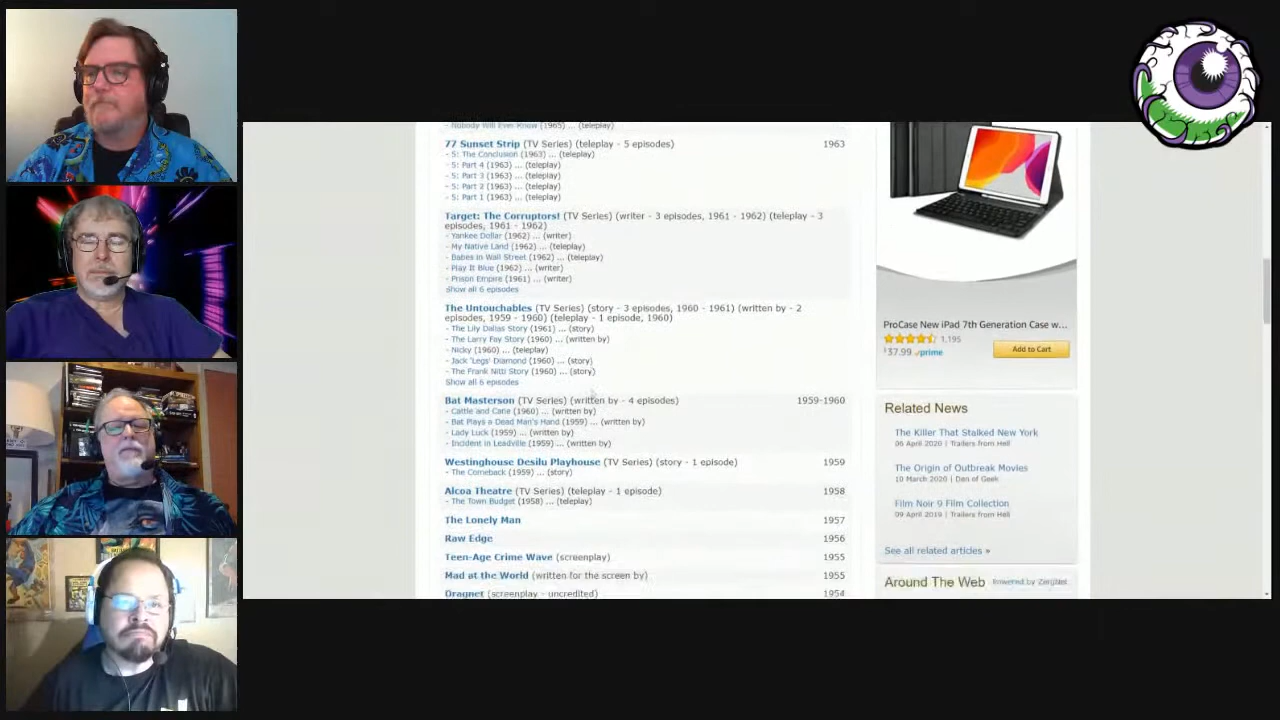 - Nobody Will Ever Know (1965) ... (teleplay)
77 Sunset Strip (TV Series) (teleplay - 5 episodes) 1963
- 5: The Conclusion (1963) ... (teleplay)
- 5: Part 4 (1963) ... (teleplay)
- 5: Part 3 (1963) ... (teleplay)
- 5: Part 2 (1963) ... (teleplay)
- 5: Part 1 (1963) ... (teleplay)
Target: The Corruptors! (TV Series) (writer - 3 episodes, 1961 - 1962) (teleplay - 3
episodes, 1961 - 1962)
- Yankee Dollar (1962) ... (writer)
- My Native Land (1962) ... (teleplay)
- Babes in Wall Street (1962) ... (teleplay)
- Play It Blue (1962) ... (writer)
- Prison Empire (1961) ... (writer)
Show all 6 episodes
The Untouchables (TV Series) (story - 3 episodes, 1960 - 1961) (written by - 2
episodes, 1959 - 1960) (teleplay - 1 episode, 1960)
- The Lily Dallas Story (1961) ... (story)
- The Larry Fay Story (1960) ... (written by)
- Nicky (1960) ... (teleplay)
- Jack 'Legs' Diamond (1960) ... (story)
- The Frank Nitti Story (1960) ... (story)
Show all 6 episodes
Bat Masterson (TV Series) (written by - 4 episodes) 1959-1960
- Cattle and Cane (1960) ... (written by)
- Bat Plays a Dead Man's Hand (1959) ... (written by)
- Lady Luck (1959) ... (written by)
- Incident in Leadville (1959) ... (written by)
Westinghouse Desilu Playhouse (TV Series) (story - 1 episode) 1959
- The Comeback (1959) ... (story)
Alcoa Theatre (TV Series) (teleplay - 1 episode) 1958
- The Town Budget (1958) ... (teleplay)
The Lonely Man 1957
Raw Edge 1956
Teen-Age Crime Wave (screenplay) 1955
Mad at the World (written for the screen by) 1955
Dragnet (screenplay - uncredited) 1954
ProCase New iPad 7th Generation Case w...
1,195
$37.99 prime
Add to Cart
Related News
The Killer That Stalked New York
06 April 2020 | Trailers from Hell
The Origin of Outbreak Movies
10 March 2020 | Den of Geek
Film Noir 9 Film Collection
09 April 2019 | Trailers from Hell
See all related articles »
Around The Web Powered by ZergNet